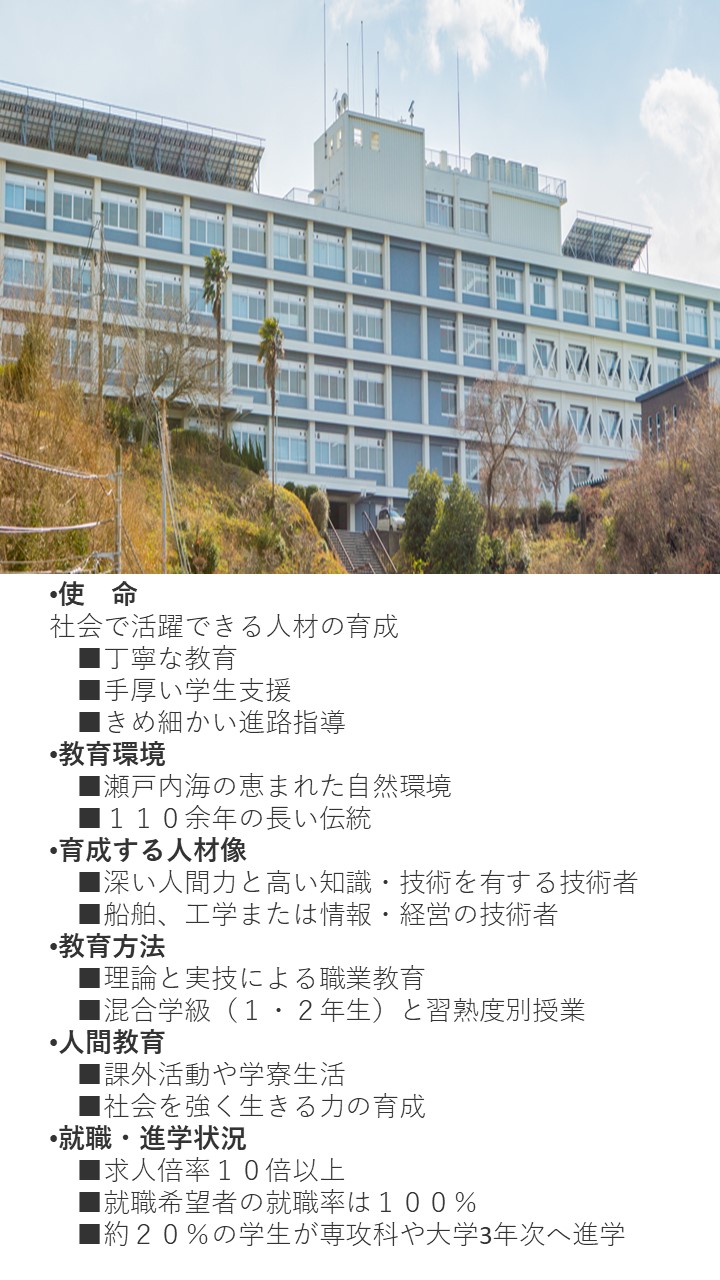 •使　命
社会で活躍できる人材の育成
■丁寧な教育
■手厚い学生支援
■きめ細かい進路指導
•教育環境
■瀬戸内海の恵まれた自然環境
■１１０余年の長い伝統
•育成する人材像
■深い人間力と高い知識・技術を有する技術者
■船舶、工学または情報・経営の技術者
•教育方法
■理論と実技による職業教育
■混合学級（１・２年生）と習熟度別授業
•人間教育
■課外活動や学寮生活
■社会を強く生きる力の育成
•就職・進学状況
■求人倍率１０倍以上
■就職希望者の就職率は１００％
■約２０％の学生が専攻科や大学3年次へ進学